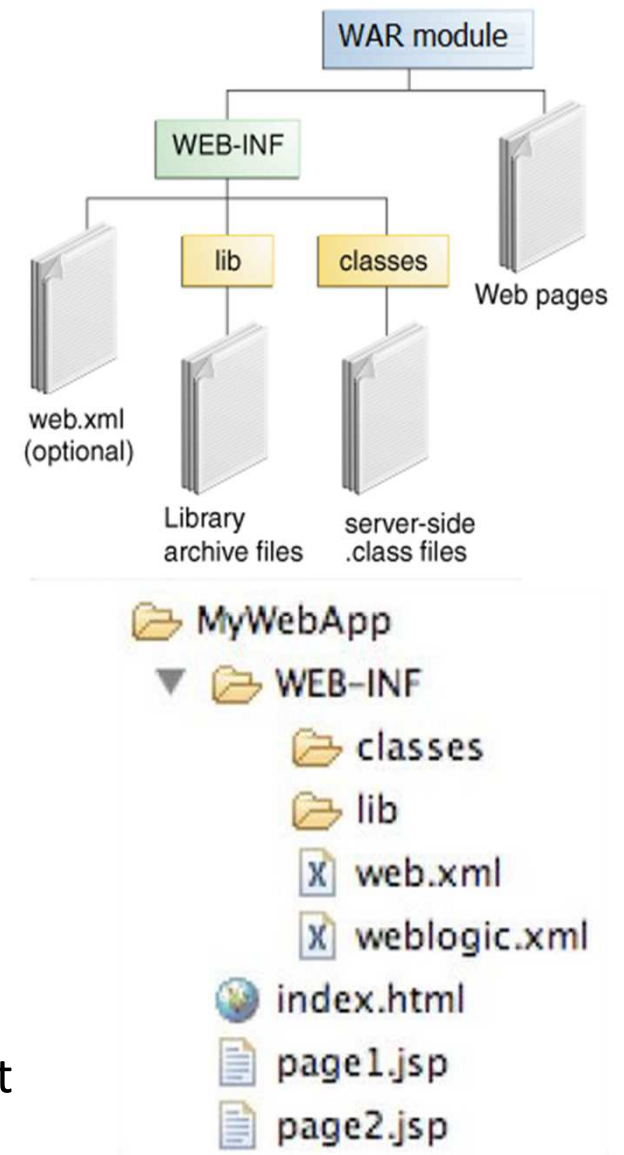 WAR module
WEB-INF
lib
classes
Web pages
web.xml
(optional)
Library
archive files
server-side
.class files
MyWebApp
WEB-INF
classes
lib
X web.xml
X weblogic.xml
index.html
page1.jsp
t
page2.jsp